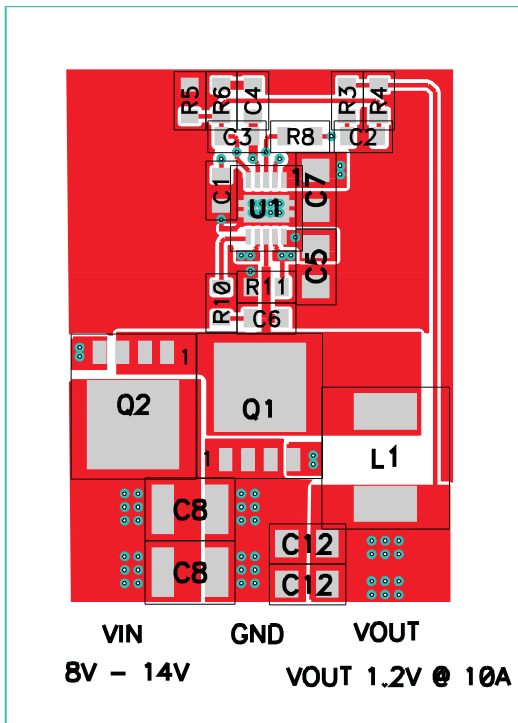 R5 R6 C4 R3 R4
C3 R8 C2
C1 1 C7
U1
C5
R10 R11
C6
1
Q2 Q1
1 L1
C8 C12
C8 C12
VIN GND VOUT
8V - 14V VOUT 1.2V @ 10A